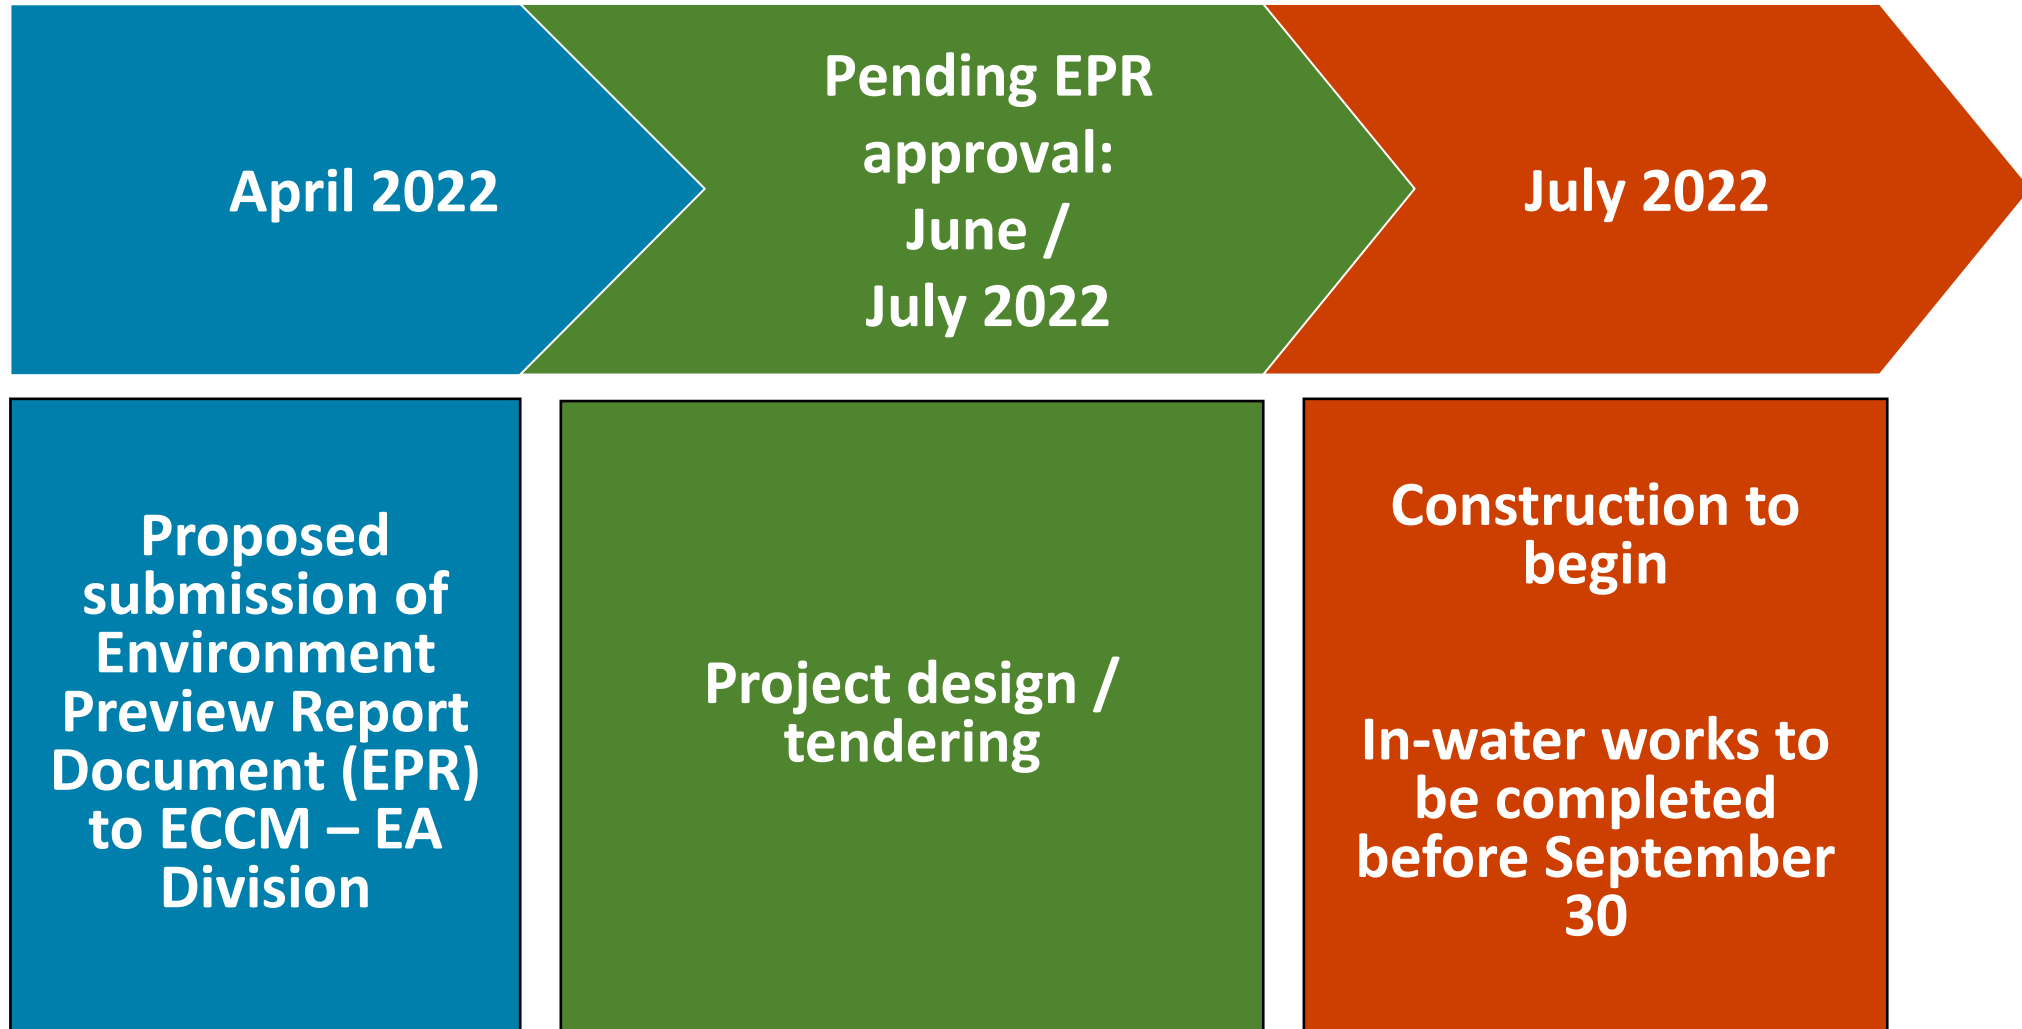 April 2022
Pending EPR
approval:
June /
July 2022
July 2022
Proposed
submission of
Environment
Preview Report
Document (EPR)
to ECCM – EA
Division
Project design /
tendering
Construction to
begin
In-water works to
be completed
before September
30